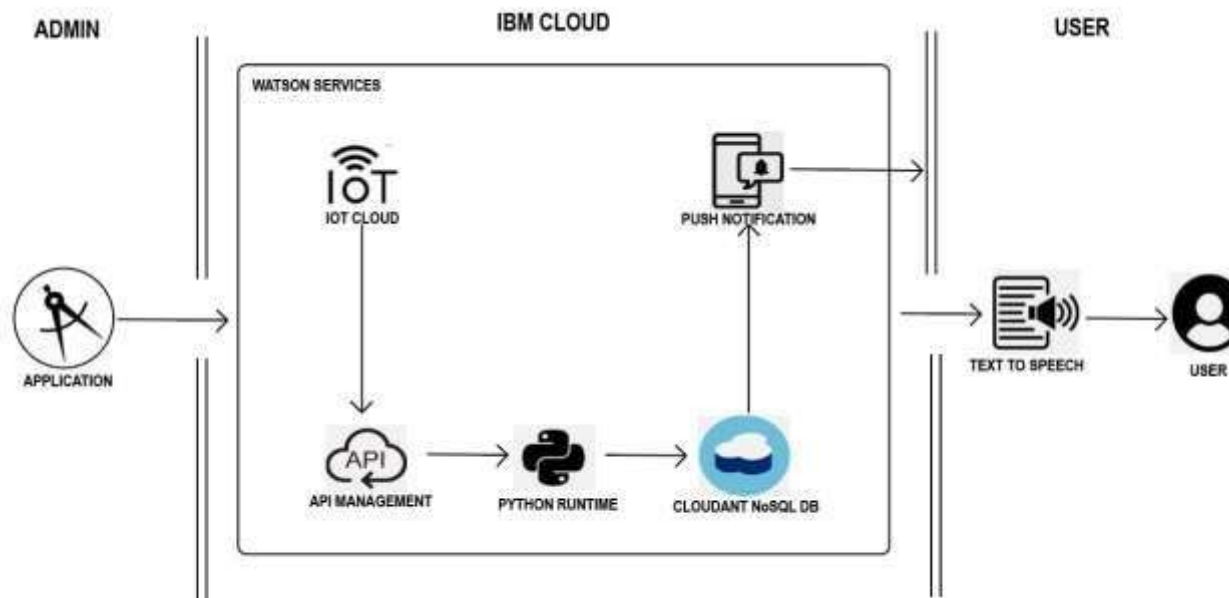 ADMIN
IBM CLOUD
USER
WATSON SERVICES
IoT
IOT CLOUD
PUSH NOTIFICATION
APPLICATION
TEXT TO SPEECH
USER
API
API MANAGEMENT
PYTHON RUNTIME
CLOUDANT NoSQL DB